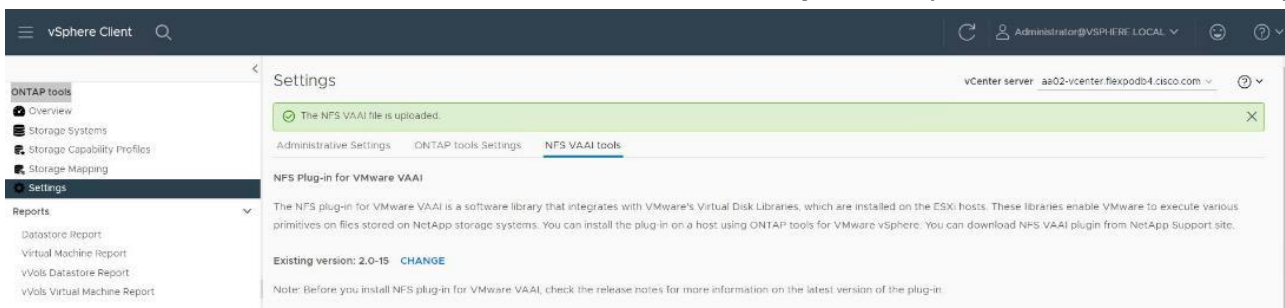 vSphere Client
Administrator@VSPHERE.LOCAL
ONTAP tools
Overview
Storage Systems
Storage Capability Profiles
Storage Mapping
Settings
Reports
Datastore Report
Virtual Machine Report
vVols Datastore Report
vVols Virtual Machine Report
Settings
vCenter server aa02-vcenter.flexpodb4.cisco.com
The NFS VAAI file is uploaded.
Administrative Settings ONTAP tools Settings NFS VAAI tools
NFS Plug-in for VMware VAAI
The NFS plug-in for VMware VAAI is a software library that integrates with VMware's Virtual Disk Libraries, which are installed on the ESXi hosts. These libraries enable VMware to execute various
primitives on files stored on NetApp storage systems. You can install the plug-in on a host using ONTAP tools for VMware vSphere. You can download NFS VAAI plugin from NetApp Support site.
Existing version: 2.0-15 CHANGE
Note: Before you install NFS plug-in for VMware VAAI, check the release notes for more information on the latest version of the plug-in.